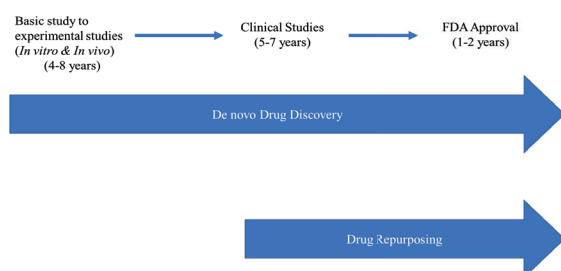 Basic study to
experimental studies
(In vitro & In vivo)
(4-8 years)
Clinical Studies
(5-7 years)
FDA Approval
(1-2 years)
De novo Drug Discovery
Drug Repurposing